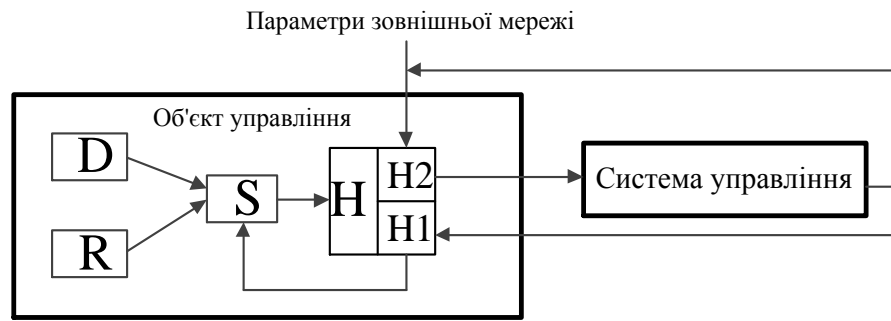 Параметри зовнішньої мережі
Об'єкт управління
D
S
H
H2
H1
R
Система управління